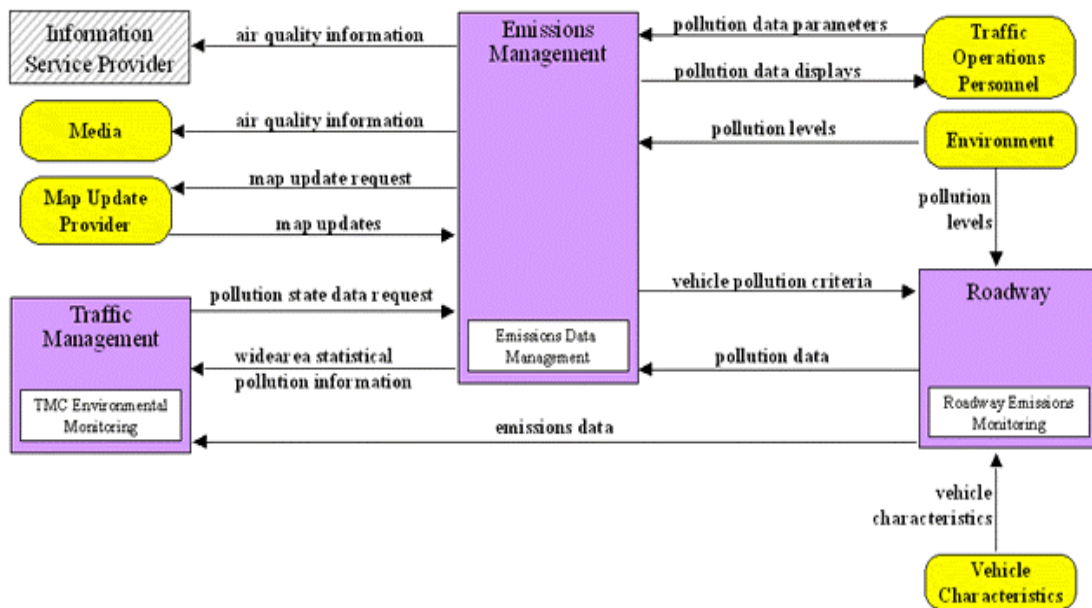 Information
Service Provider
air quality information
Emissions
Management
pollution data parameters
Traffic
Operations
Personnel
pollution data displays
Media
air quality information
pollution levels
Environment
Map Update
Provider
map update request
map updates
pollution
levels
Traffic
Management
pollution state data request
vehicle pollution criteria
Roadway
Emissions Data
Management
widearea statistical
pollution information
pollution data
TMC Environmental
Monitoring
Roadway Emissions
Monitoring
emissions data
vehicle
characteristics
Vehicle
Characteristics